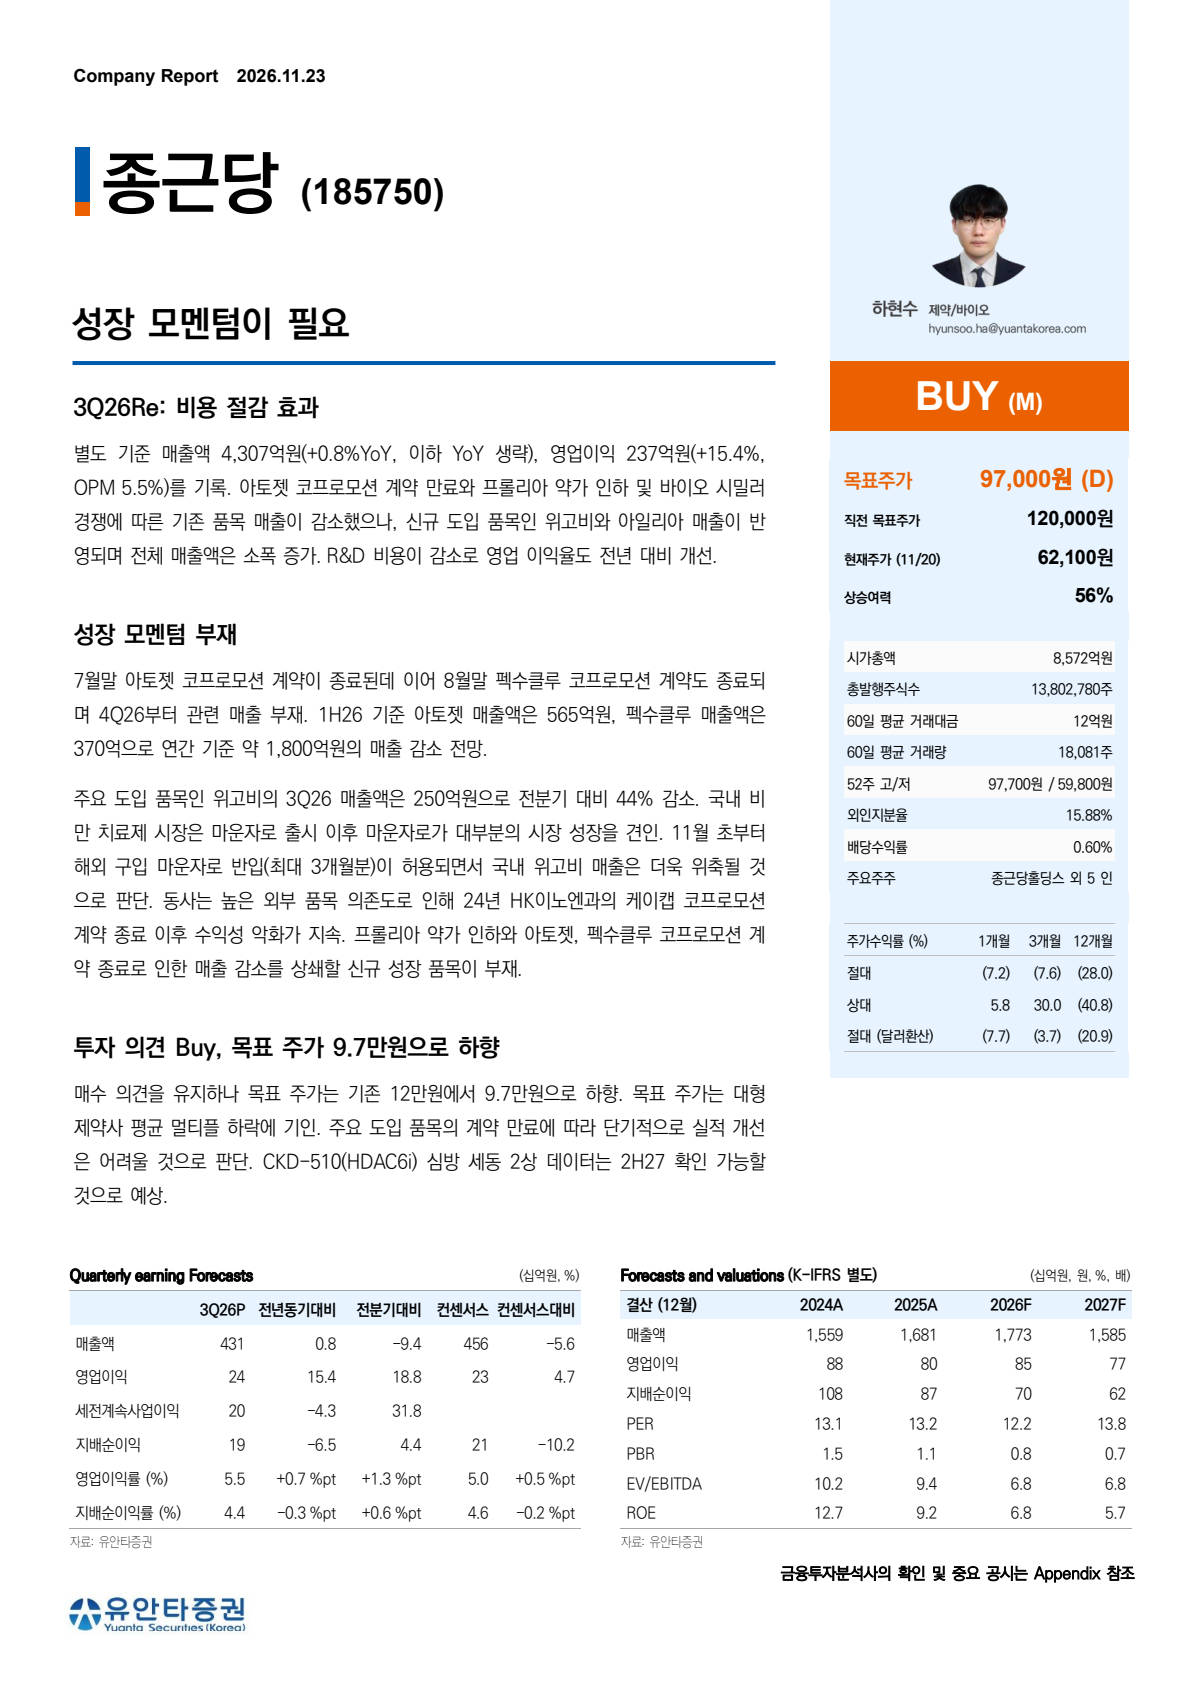 Company Report 2026.11.23
종근당 (185750)
성장 모멘텀이 필요
3Q26Re: 비용 절감 효과
별도 기준 매출액 4,307억원(+0.8%YoY, 이하 YoY 생략), 영업이익 237억원(+15.4%,
OPM 5.5%)를 기록. 아토젯 코프로모션 계약 만료와 프롤리아 약가 인하 및 바이오 시밀러
경쟁에 따른 기존 품목 매출이 감소했으나, 신규 도입 품목인 위고비와 아일리아 매출이 반
영되며 전체 매출액은 소폭 증가. R&D 비용이 감소로 영업 이익율도 전년 대비 개선.
성장 모멘텀 부재
7월말 아토젯 코프로모션 계약이 종료된데 이어 8월말 펙수클루 코프로모션 계약도 종료되
며 4Q26부터 관련 매출 부재. 1H26 기준 아토젯 매출액은 565억원, 펙수클루 매출액은
370억으로 연간 기준 약 1,800억원의 매출 감소 전망.
주요 도입 품목인 위고비의 3Q26 매출액은 250억원으로 전분기 대비 44% 감소. 국내 비
만 치료제 시장은 마운자로 출시 이후 마운자로가 대부분의 시장 성장을 견인. 11월 초부터
해외 구입 마운자로 반입(최대 3개월분)이 허용되면서 국내 위고비 매출은 더욱 위축될 것
으로 판단. 동사는 높은 외부 품목 의존도로 인해 24년 HK이노엔과의 케이캡 코프로모션
계약 종료 이후 수익성 악화가 지속. 프롤리아 약가 인하와 아토젯, 펙수클루 코프로모션 계
약 종료로 인한 매출 감소를 상쇄할 신규 성장 품목이 부재.
투자 의견 Buy, 목표 주가 9.7만원으로 하향
매수 의견을 유지하나 목표 주가는 기존 12만원에서 9.7만원으로 하향. 목표 주가는 대형
제약사 평균 멀티플 하락에 기인. 주요 도입 품목의 계약 만료에 따라 단기적으로 실적 개선
은 어려울 것으로 판단. CKD-510(HDAC6i) 심방 세동 2상 데이터는 2H27 확인 가능할
것으로 예상.
하현수 제약/바이오
hyunsoo.ha@yuantakorea.com
BUY (M)
목표주가 97,000원 (D)
직전 목표주가 120,000원
현재주가 (11/20) 62,100원
상승여력 56%
시가총액 8,572억원
총발행주식수 13,802,780주
60일 평균 거래대금 12억원
60일 평균 거래량 18,081주
52주 고/저 97,700원 / 59,800원
외인지분율 15.88%
배당수익률 0.60%
주요주주 종근당홀딩스 외 5 인
주가수익률 (%) 1개월 3개월 12개월
절대 (7.2) (7.6) (28.0)
상대 5.8 30.0 (40.8)
절대 (달러환산) (7.7) (3.7) (20.9)
Quarterly earning Forecasts (십억원, %)
3Q26P 전년동기대비 전분기대비 컨센서스 컨센서스대비
매출액 431 0.8 -9.4 456 -5.6
영업이익 24 15.4 18.8 23 4.7
세전계속사업이익 20 -4.3 31.8
지배순이익 19 -6.5 4.4 21 -10.2
영업이익률 (%) 5.5 +0.7 %pt +1.3 %pt 5.0 +0.5 %pt
지배순이익률 (%) 4.4 -0.3 %pt +0.6 %pt 4.6 -0.2 %pt
자료: 유안타증권
Forecasts and valuations (K-IFRS 별도) (십억원, 원, %, 배)
결산 (12월) 2024A 2025A 2026F 2027F
매출액 1,559 1,681 1,773 1,585
영업이익 88 80 85 77
지배순이익 108 87 70 62
PER 13.1 13.2 12.2 13.8
PBR 1.5 1.1 0.8 0.7
EV/EBITDA 10.2 9.4 6.8 6.8
ROE 12.7 9.2 6.8 5.7
자료: 유안타증권
금융투자분석사의 확인 및 중요 공시는 Appendix 참조
유안타증권
Yuanta Securities (Korea)